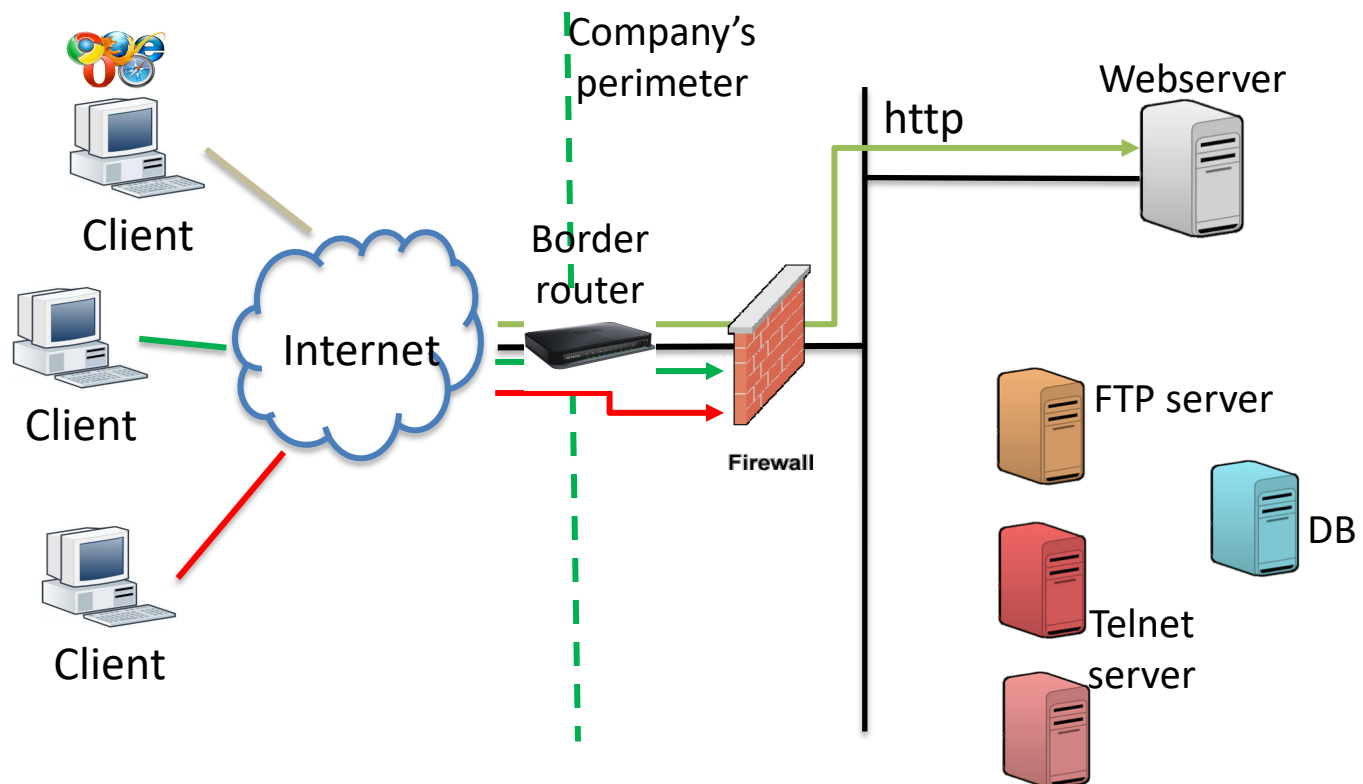 Company's
perimeter
Webserver
http
Client
Border
router
Internet
Client
FTP server
Firewall
DB
Telnet
server
Client